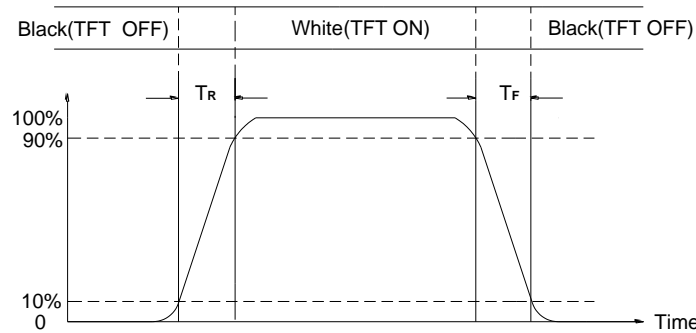 Black(TFT OFF) White(TFT ON) Black(TFT OFF)
TR TF
100%
90%
10%
0
Time